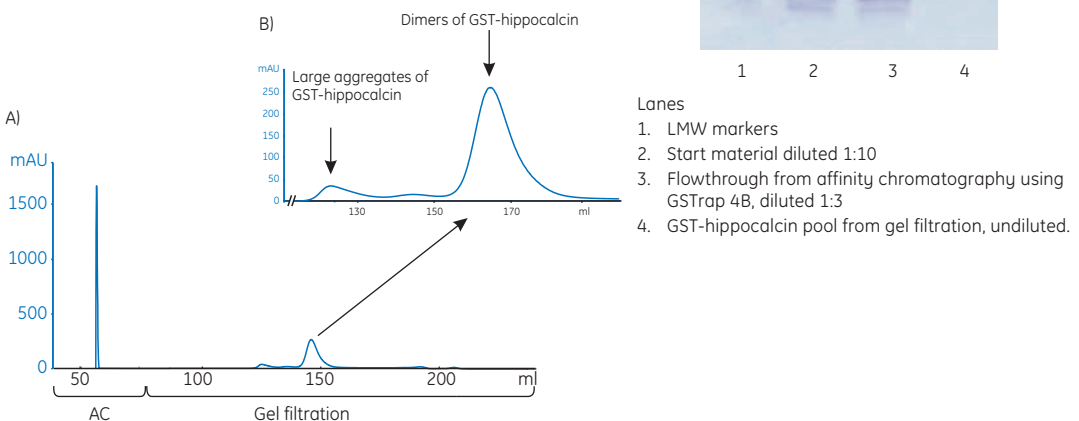 B)
Dimers of GST-hippocalcin
mAU
Large aggregates of
GST-hippocalcin
250
200
150
100
50
0
130
150
170
ml
A)
mAU
1500
1000
500
0
50
100
150
200
ml
AC
Gel filtration
1
2
3
4
Lanes
1. LMW markers
2. Start material diluted 1:10
3. Flowthrough from affinity chromatography using
GSTrap 4B, diluted 1:3
4. GST-hippocalcin pool from gel filtration, undiluted.